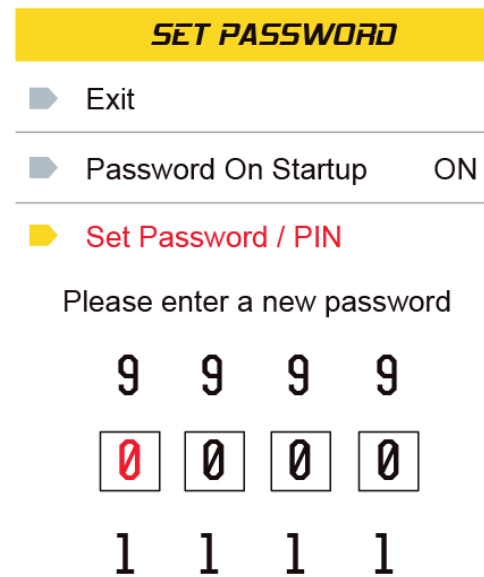 SET PASSWORD
Exit
Password On Startup ON
Set Password / PIN
Please enter a new password
9 9 9 9
0 0 0 0
1 1 1 1